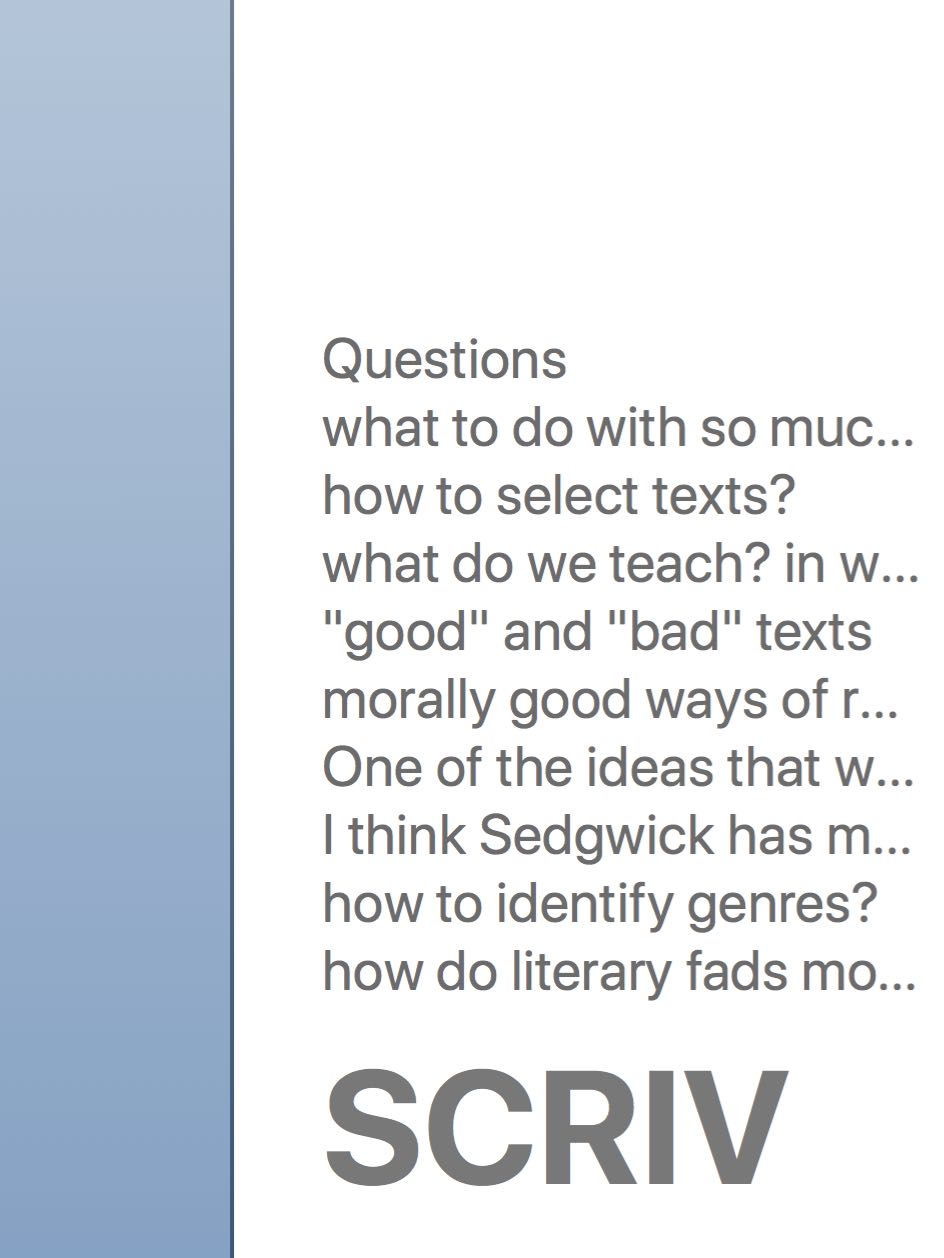 Questions
what to do with so muc...
how to select texts?
what do we teach? in w...
"good" and "bad" texts
morally good ways of r...
One of the ideas that w...
I think Sedgwick has m...
how to identify genres?
how do literary fads mo...
SCRIV